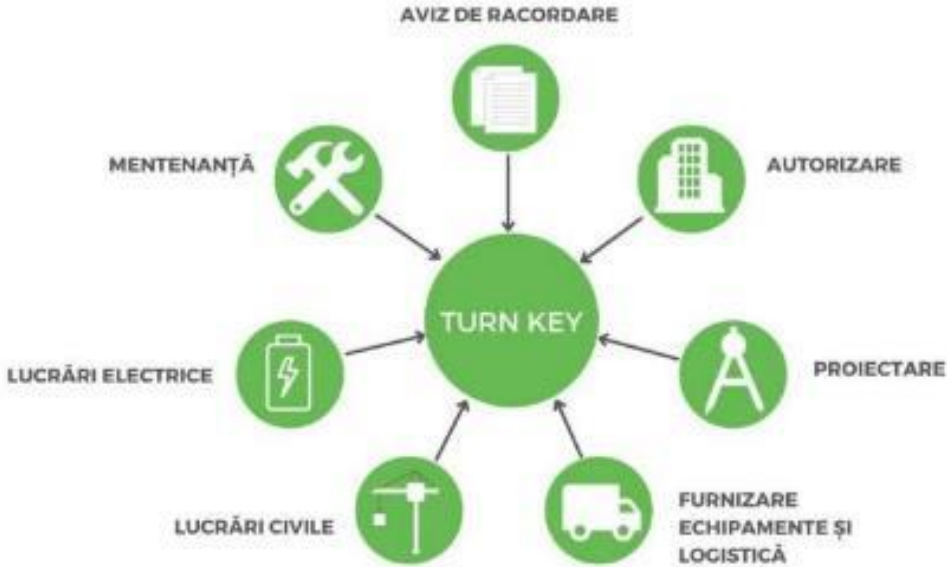 AVIZ DE RACORDARE
MENTENANȚĂ
AUTORIZARE
TURN KEY
LUCRĂRI ELECTRICE
PROIECTARE
LUCRĂRI CIVILE
FURNIZARE
ECHIPAMENTE ȘI
LOGISTICĂ